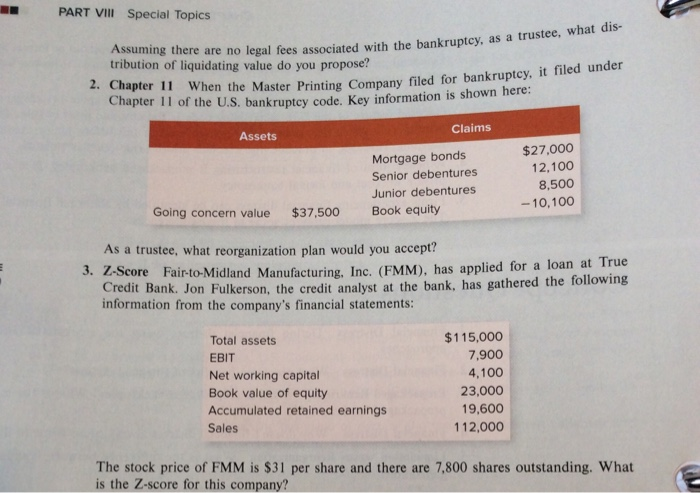 PART VIII Special Topics
Assuming there are no legal fees associated with the bankruptcy, as a trustee, what dis-
tribution of liquidating value do you propose?
2. Chapter 11 When the Master Printing Company filed for bankruptcy, it filed under
Chapter 11 of the U.S. bankruptcy code. Key information is shown here:
Assets Claims
Mortgage bonds $27,000
Senior debentures 12,100
Junior debentures 8,500
Going concern value $37,500 Book equity −10,100
As a trustee, what reorganization plan would you accept?
3. Z-Score Fair-to-Midland Manufacturing, Inc. (FMM), has applied for a loan at True
Credit Bank. Jon Fulkerson, the credit analyst at the bank, has gathered the following
information from the company's financial statements:
Total assets $115,000
EBIT 7,900
Net working capital 4,100
Book value of equity 23,000
Accumulated retained earnings 19,600
Sales 112,000
The stock price of FMM is $31 per share and there are 7,800 shares outstanding. What
is the Z-score for this company?